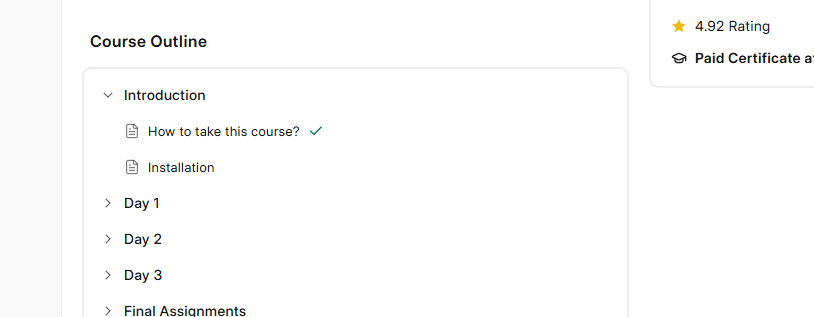 Course Outline
Introduction
How to take this course?
Installation
Day 1
Day 2
Day 3
Final Assignments
4.92 Rating
Paid Certificate